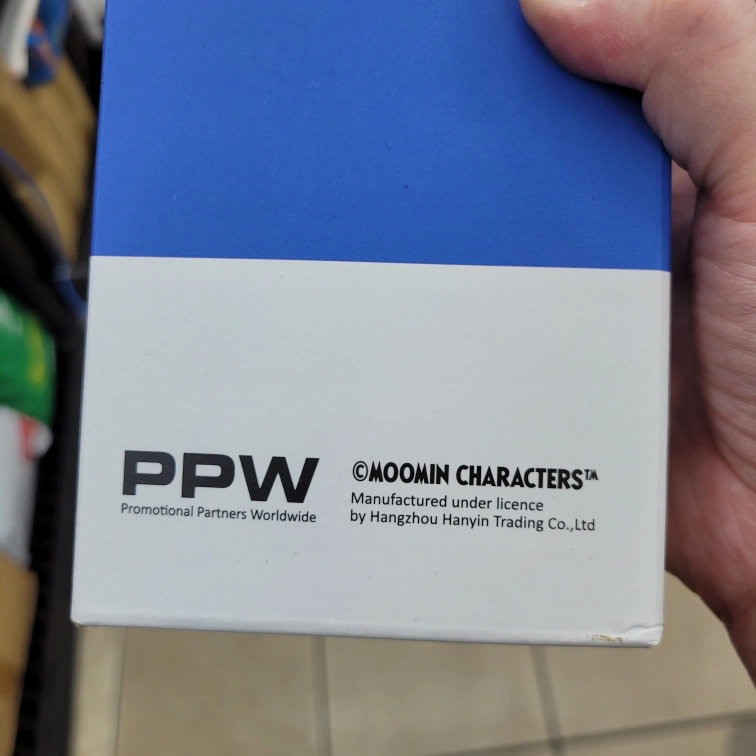 PPW
Promotional Partners Worldwide
©MOOMIN CHARACTERS™
Manufactured under licence
by Hangzhou Hanyin Trading Co.,Ltd